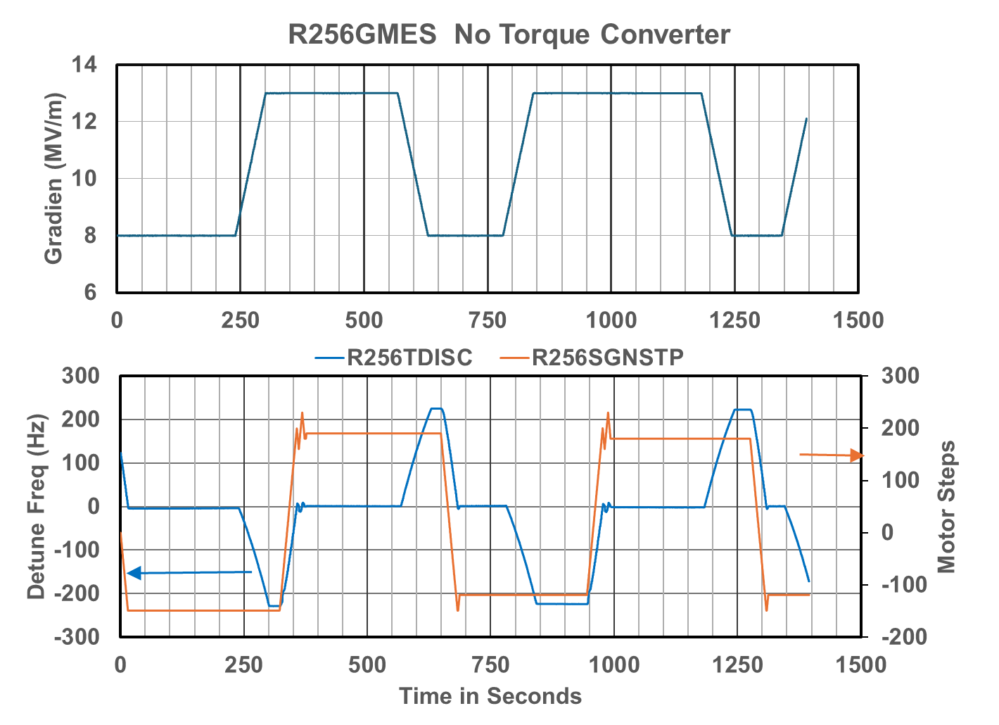 R256GMES No Torque Converter
14
12
10
8
6
Gradien (MV/m)
0 250 500 750 1000 1250 1500
R256TDISC R256SGNSTP
300
200
100
0
-100
-200
-300
Detune Freq (Hz)
300
200
100
0
-100
-200
Motor Steps
0 250 500 750 1000 1250 1500
Time in Seconds